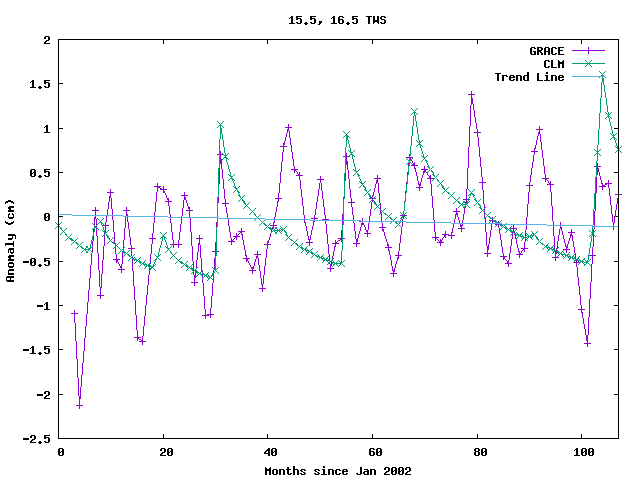 15.5, 16.5 TWS
GRACE
CLM
Trend Line
2
1.5
1
0.5
0
-0.5
-1
-1.5
-2
-2.5
Anomaly (cm)
0 20 40 60 80 100
Months since Jan 2002